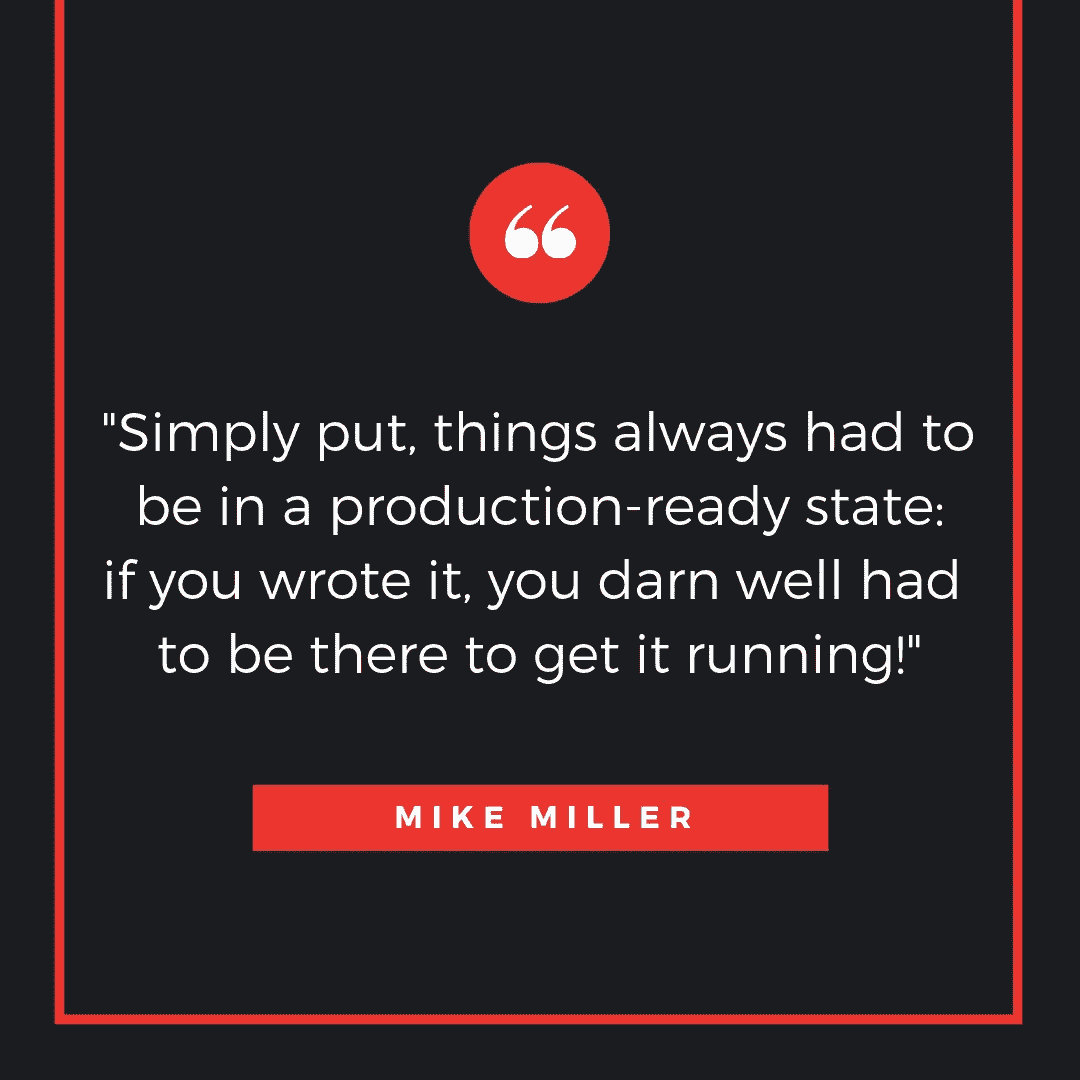 “
"Simply put, things always had to
be in a production-ready state:
if you wrote it, you darn well had
to be there to get it running!"
MIKE MILLER